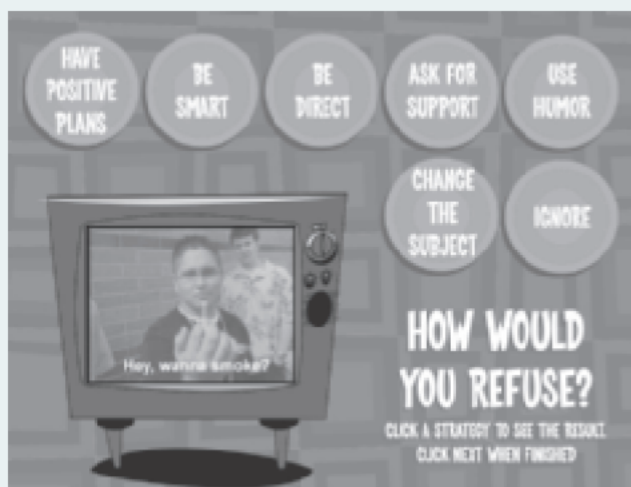 HAVE
POSITIVE
PLANS
BE
SMART
BE
DIRECT
ASK FOR
SUPPORT
USE
HUMOR
CHANGE
THE
SUBJECT
IGNORE
Hey, wanna smoke?
HOW WOULD
YOU REFUSE?
CLICK A STRATEGY TO SEE THE RESULT.
CLICK NEXT WHEN FINISHED